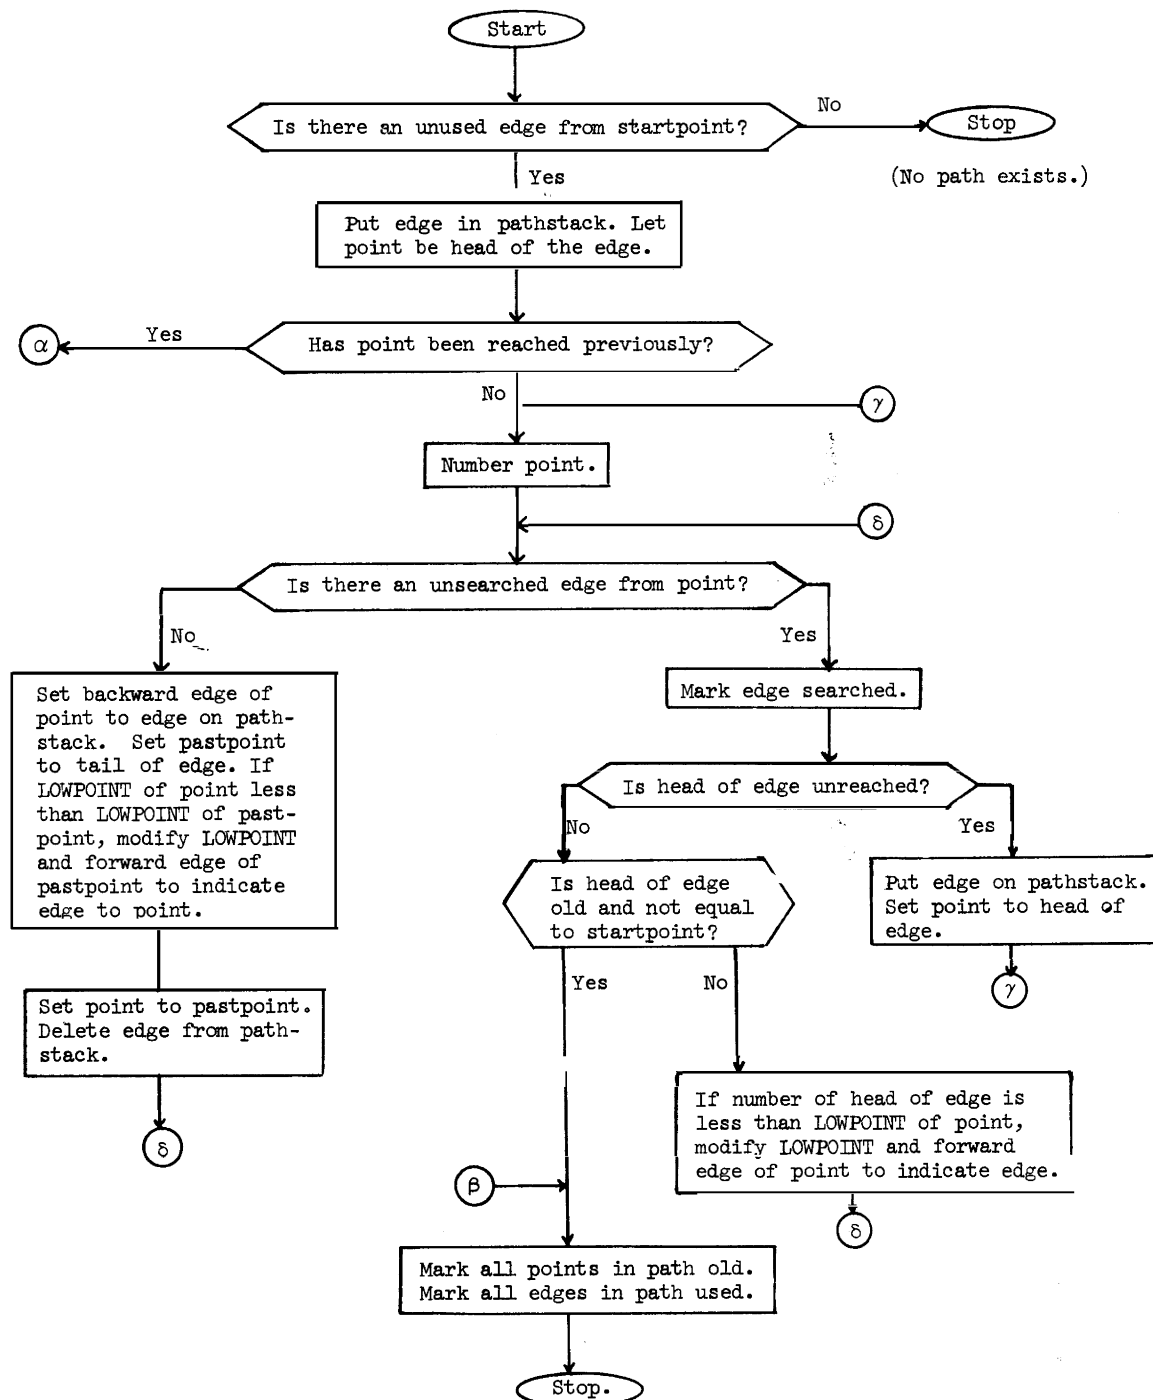 Start
Is there an unused edge from startpoint?
No
Stop
(No path exists.)
Yes
Put edge in pathstack. Let
point be head of the edge.
Has point been reached previously?
Yes
α
No
γ
Number point.
δ
Is there an unsearched edge from point?
No
Yes
Set backward edge of
point to edge on path-
stack. Set pastpoint
to tail of edge. If
LOWPOINT of point less
than LOWPOINT of past-
point, modify LOWPOINT
and forward edge of
pastpoint to indicate
edge to point.
Set point to pastpoint.
Delete edge from path-
stack.
δ
Mark edge searched.
Is head of edge unreached?
No
Yes
Put edge on pathstack.
Set point to head of
edge.
γ
Is head of edge
old and not equal
to startpoint?
Yes
No
If number of head of edge is
less than LOWPOINT of point,
modify LOWPOINT and forward
edge of point to indicate edge.
δ
β
Mark all points in path old.
Mark all edges in path used.
Stop.